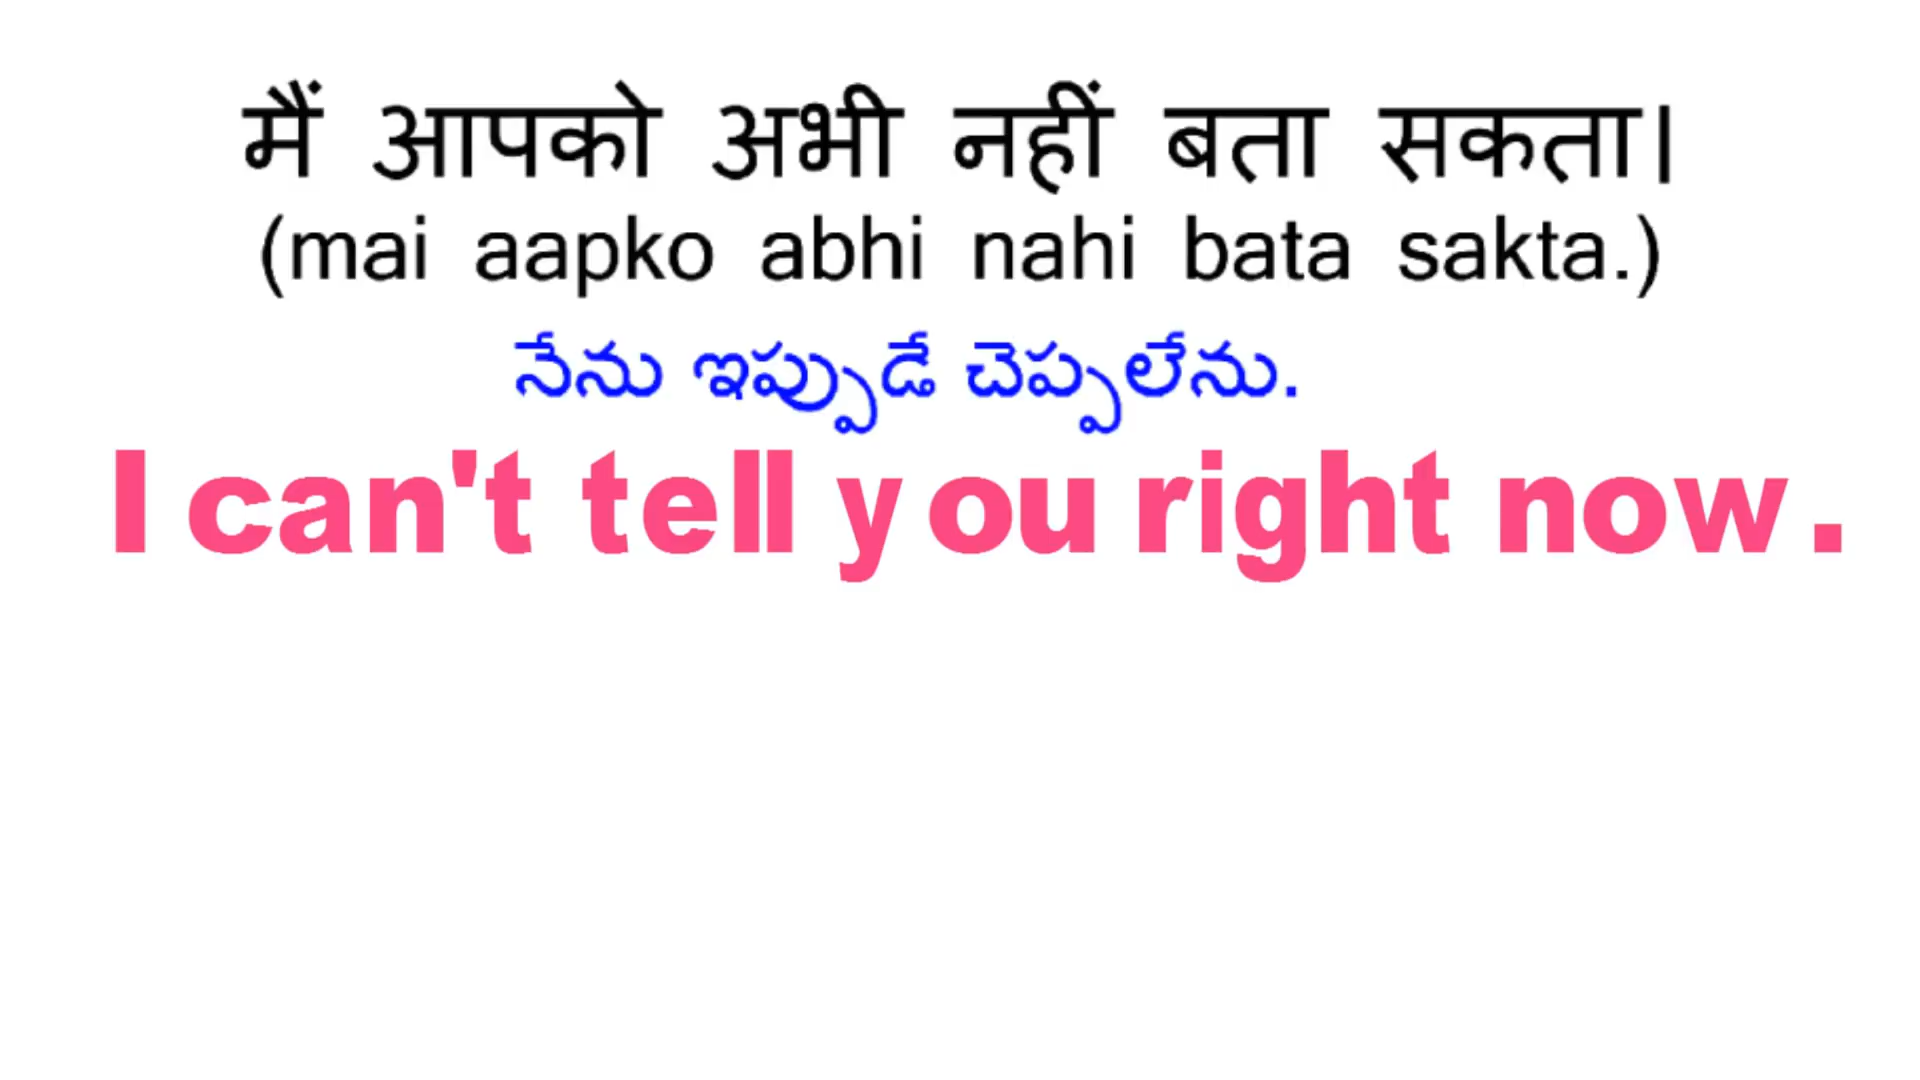 मैं आपको अभी नहीं बता सकता।
(mai aapko abhi nahi bata sakta.)
నేను ఇప్పుడే చెప్పలేను.
I can't tell you right now.